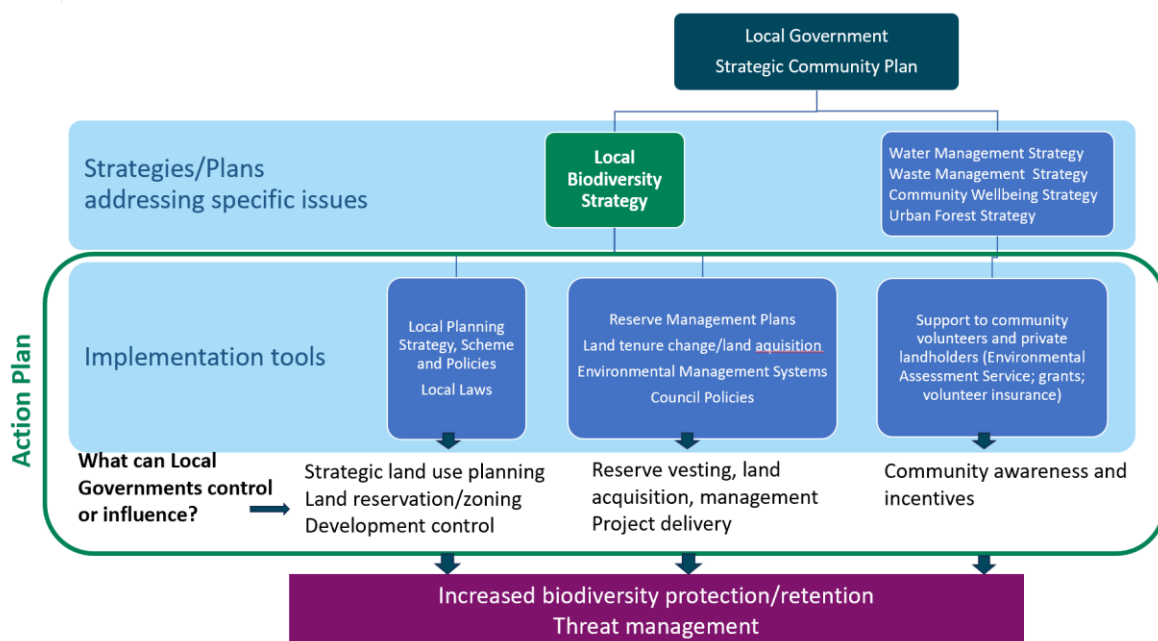 Local Government
Strategic Community Plan
Strategies/Plans
addressing specific issues
Local
Biodiversity
Strategy
Water Management Strategy
Waste Management Strategy
Community Wellbeing Strategy
Urban Forest Strategy
Action Plan
Implementation tools
Local Planning
Strategy, Scheme
and Policies
Local Laws
Reserve Management Plans
Land tenure change/land aquisition
Environmental Management Systems
Council Policies
Support to community
volunteers and private
landholders (Environmental
Assessment Service; grants;
volunteer insurance)
What can Local
Governments control
or influence?
Strategic land use planning
Land reservation/zoning
Development control
Reserve vesting, land
acquisition, management
Project delivery
Community awareness and
incentives
Increased biodiversity protection/retention
Threat management